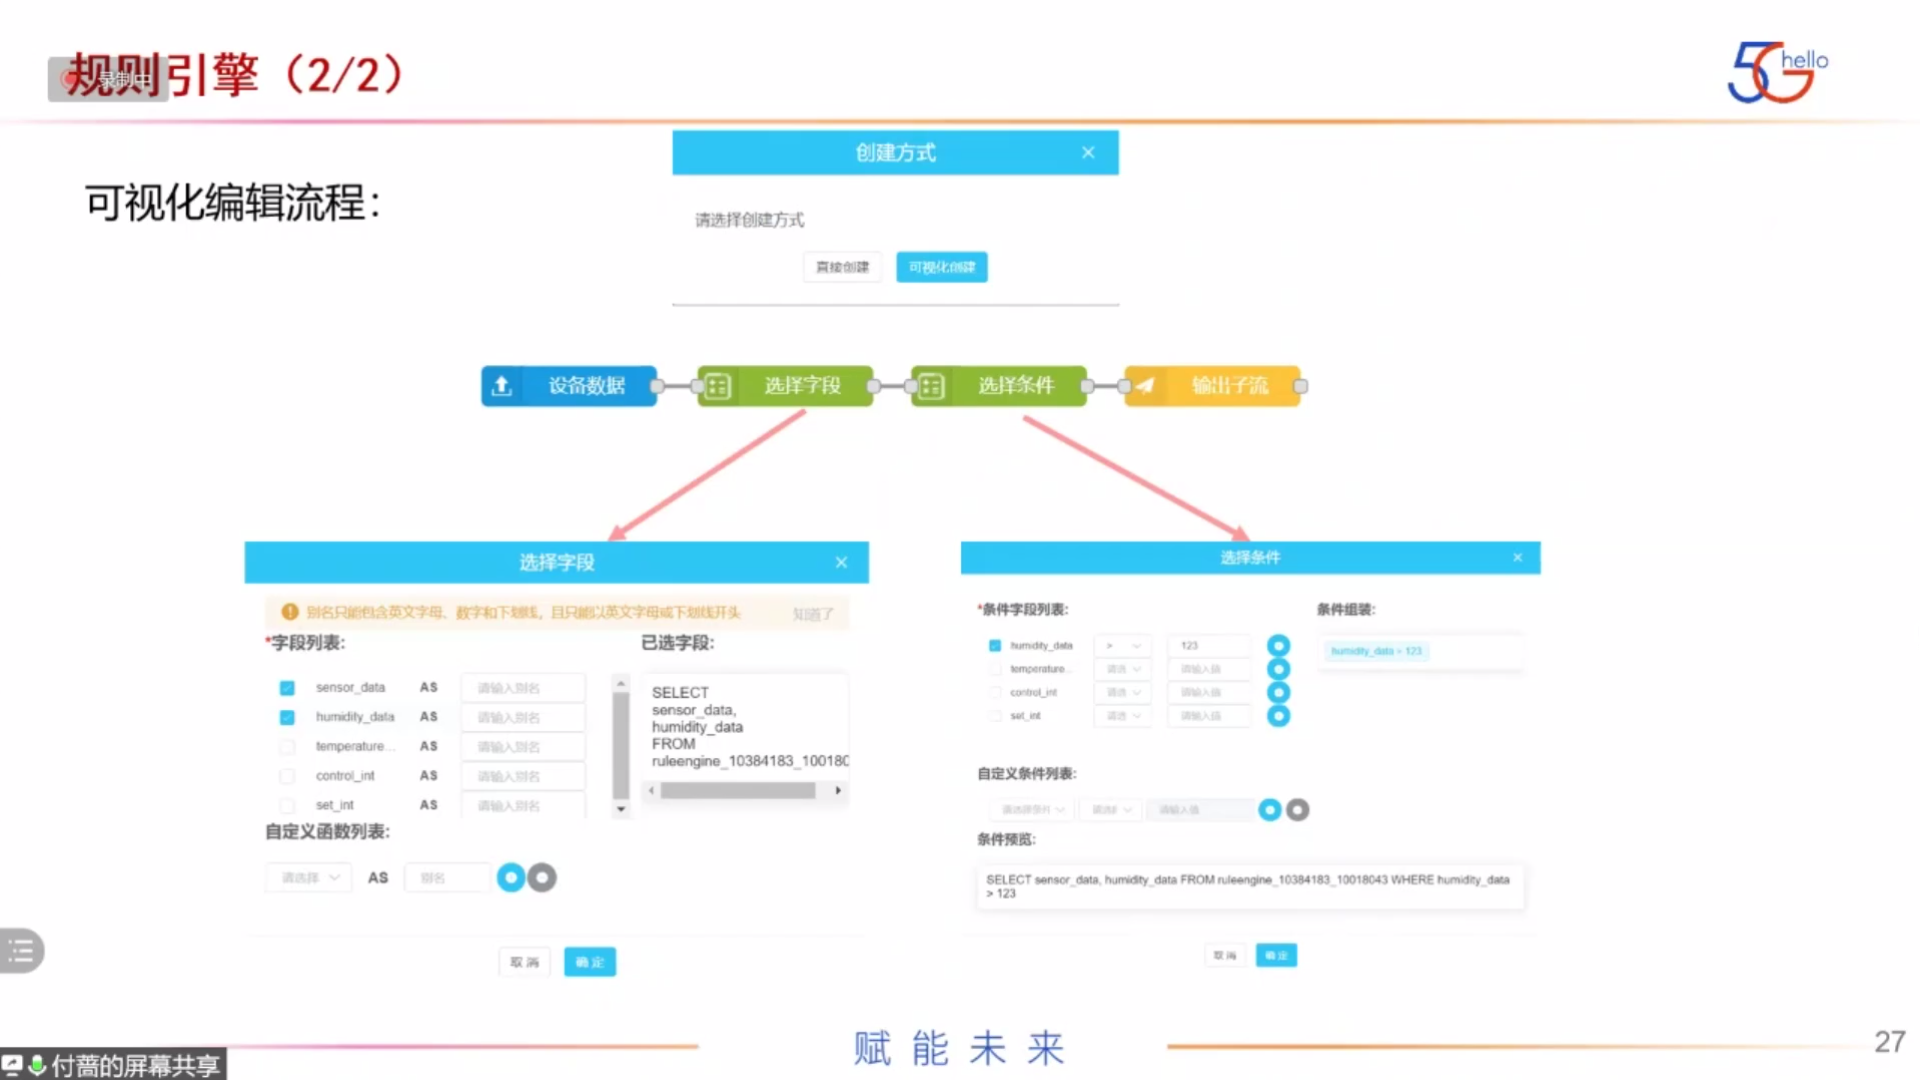 规则引擎（2/2）
录制中
5G hello
创建方式
可视化编辑流程：
请选择创建方式
直接创建
可视化创建
设备数据
选择字段
选择条件
输出子流
选择字段
别名只能包含英文字母、数字和下划线，且只能以英文字母或下划线开头
知道了
*字段列表:
已选字段:
sensor_data AS 请输入别名
humidity_data AS 请输入别名
temperature... AS 请输入别名
control_int AS 请输入别名
set_int AS 请输入别名
SELECT
sensor_data,
humidity_data
FROM
ruleengine_10384183_100180
自定义函数列表:
请选择 AS 别名
取消 确定
选择条件
*条件字段列表:
条件组装:
humidity_data > 123
temperature... 请选 请输入值
control_int 请选 请输入值
set_int 请选 请输入值
humidity_data > 123
自定义条件列表:
请选择条件 请选 请输入值
条件预览:
SELECT sensor_data, humidity_data FROM ruleengine_10384183_10018043 WHERE humidity_data
> 123
取消 确定
赋能未来
27
付蔷的屏幕共享